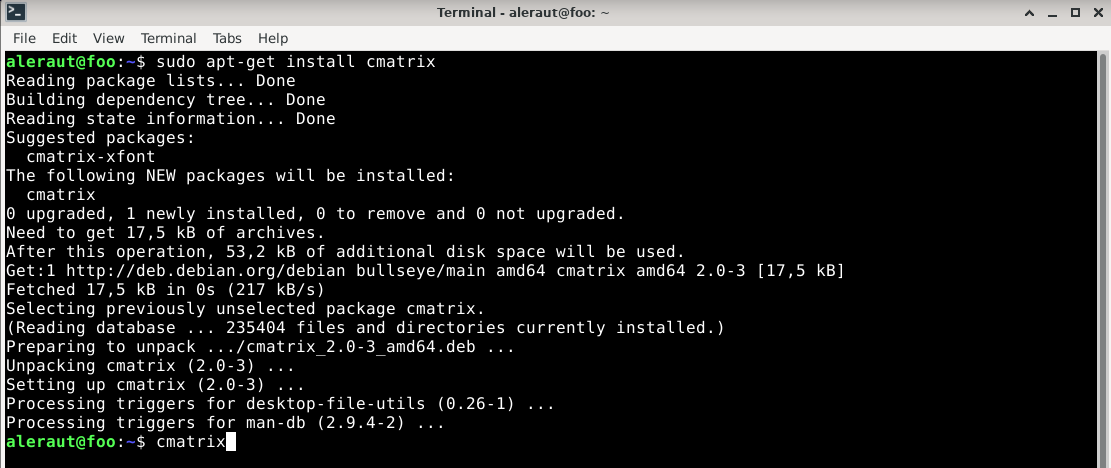 Terminal - aleraut@foo: ~
File Edit View Terminal Tabs Help
aleraut@foo:~$ sudo apt-get install cmatrix
Reading package lists... Done
Building dependency tree... Done
Reading state information... Done
Suggested packages:
  cmatrix-xfont
The following NEW packages will be installed:
  cmatrix
0 upgraded, 1 newly installed, 0 to remove and 0 not upgraded.
Need to get 17,5 kB of archives.
After this operation, 53,2 kB of additional disk space will be used.
Get:1 http://deb.debian.org/debian bullseye/main amd64 cmatrix amd64 2.0-3 [17,5 kB]
Fetched 17,5 kB in 0s (217 kB/s)
Selecting previously unselected package cmatrix.
(Reading database ... 235404 files and directories currently installed.)
Preparing to unpack .../cmatrix_2.0-3_amd64.deb ...
Unpacking cmatrix (2.0-3) ...
Setting up cmatrix (2.0-3) ...
Processing triggers for desktop-file-utils (0.26-1) ...
Processing triggers for man-db (2.9.4-2) ...
aleraut@foo:~$ cmatrix